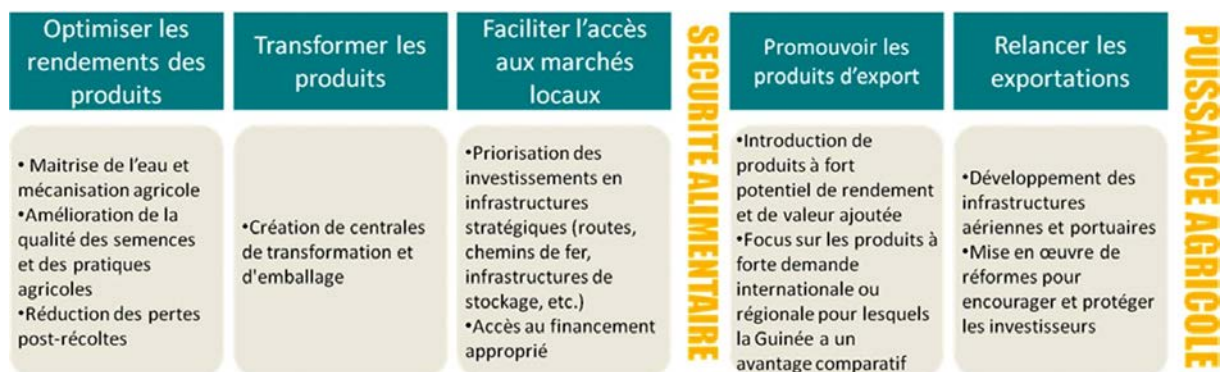 Optimiser les
rendements des
produits
• Maitrise de l'eau et
mécanisation agricole
•Amélioration de la
qualité des semences
et des pratiques
agricoles
•Réduction des pertes
post-récoltes
Transformer les
produits
•Création de centrales
de transformation et
d'emballage
Faciliter l'accès
aux marchés
locaux
•Priorisation des
investissements en
infrastructures
stratégiques (routes,
chemins de fer,
infrastructures de
stockage, etc.)
•Accès au financement
approprié
SECURITE ALIMENTAIRE
Promouvoir les
produits d'export
•Introduction de
produits à fort
potentiel de rendement
et de valeur ajoutée
•Focus sur les produits à
forte demande
internationale ou
régionale pour lesquels
la Guinée a un
avantage comparatif
Relancer les
exportations
•Développement des
infrastructures
aériennes et portuaires
•Mise en œuvre de
réformes pour
encourager et protéger
les investisseurs
PUISSANCE AGRICOLE